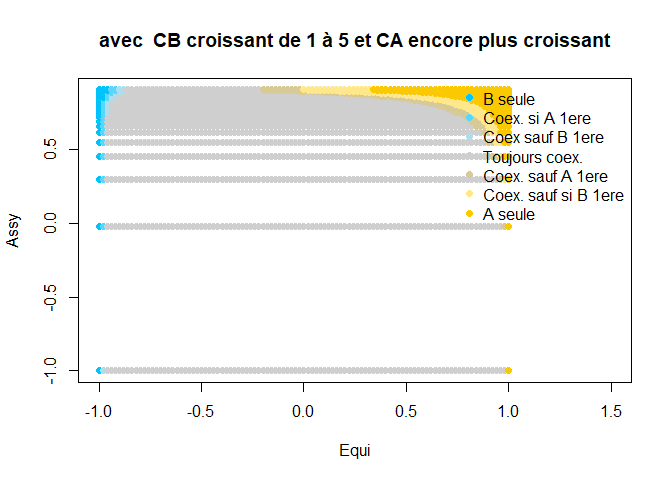 avec CB croissant de 1 à 5 et CA encore plus croissant
B seule
Coex. si A 1ere
Coex sauf B 1ere
Toujours coex.
Coex. sauf A 1ere
Coex. sauf si B 1ere
A seule
Assy
0.5
0.0
-0.5
-1.0
-1.0 -0.5 0.0 0.5 1.0 1.5
Equi